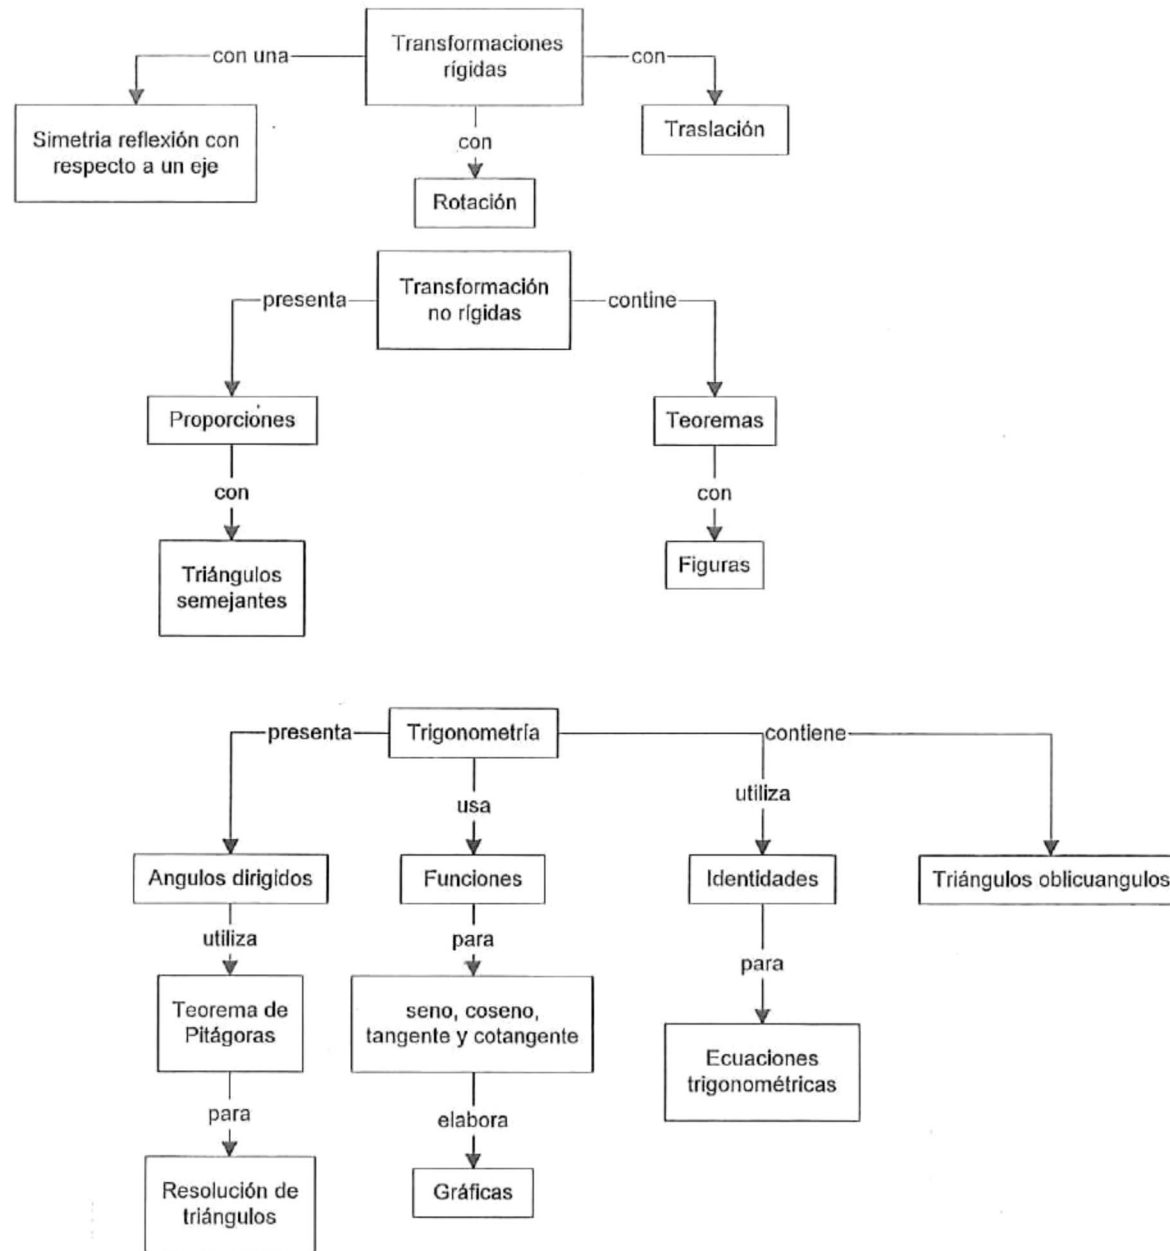 Transformaciones
rígidas
con una
con
con
Simetria reflexión con
respecto a un eje
Rotación
Traslación
Transformación
no rígidas
presenta
contine
Proporciones
Teoremas
con
con
Triángulos
semejantes
Figuras
presenta
Trigonometría
contiene
usa
utiliza
Angulos dirigidos
Funciones
Identidades
Triángulos oblicuangulos
utiliza
para
para
Teorema de
Pitágoras
seno, coseno,
tangente y cotangente
Ecuaciones
trigonométricas
para
elabora
Resolución de
triángulos
Gráficas